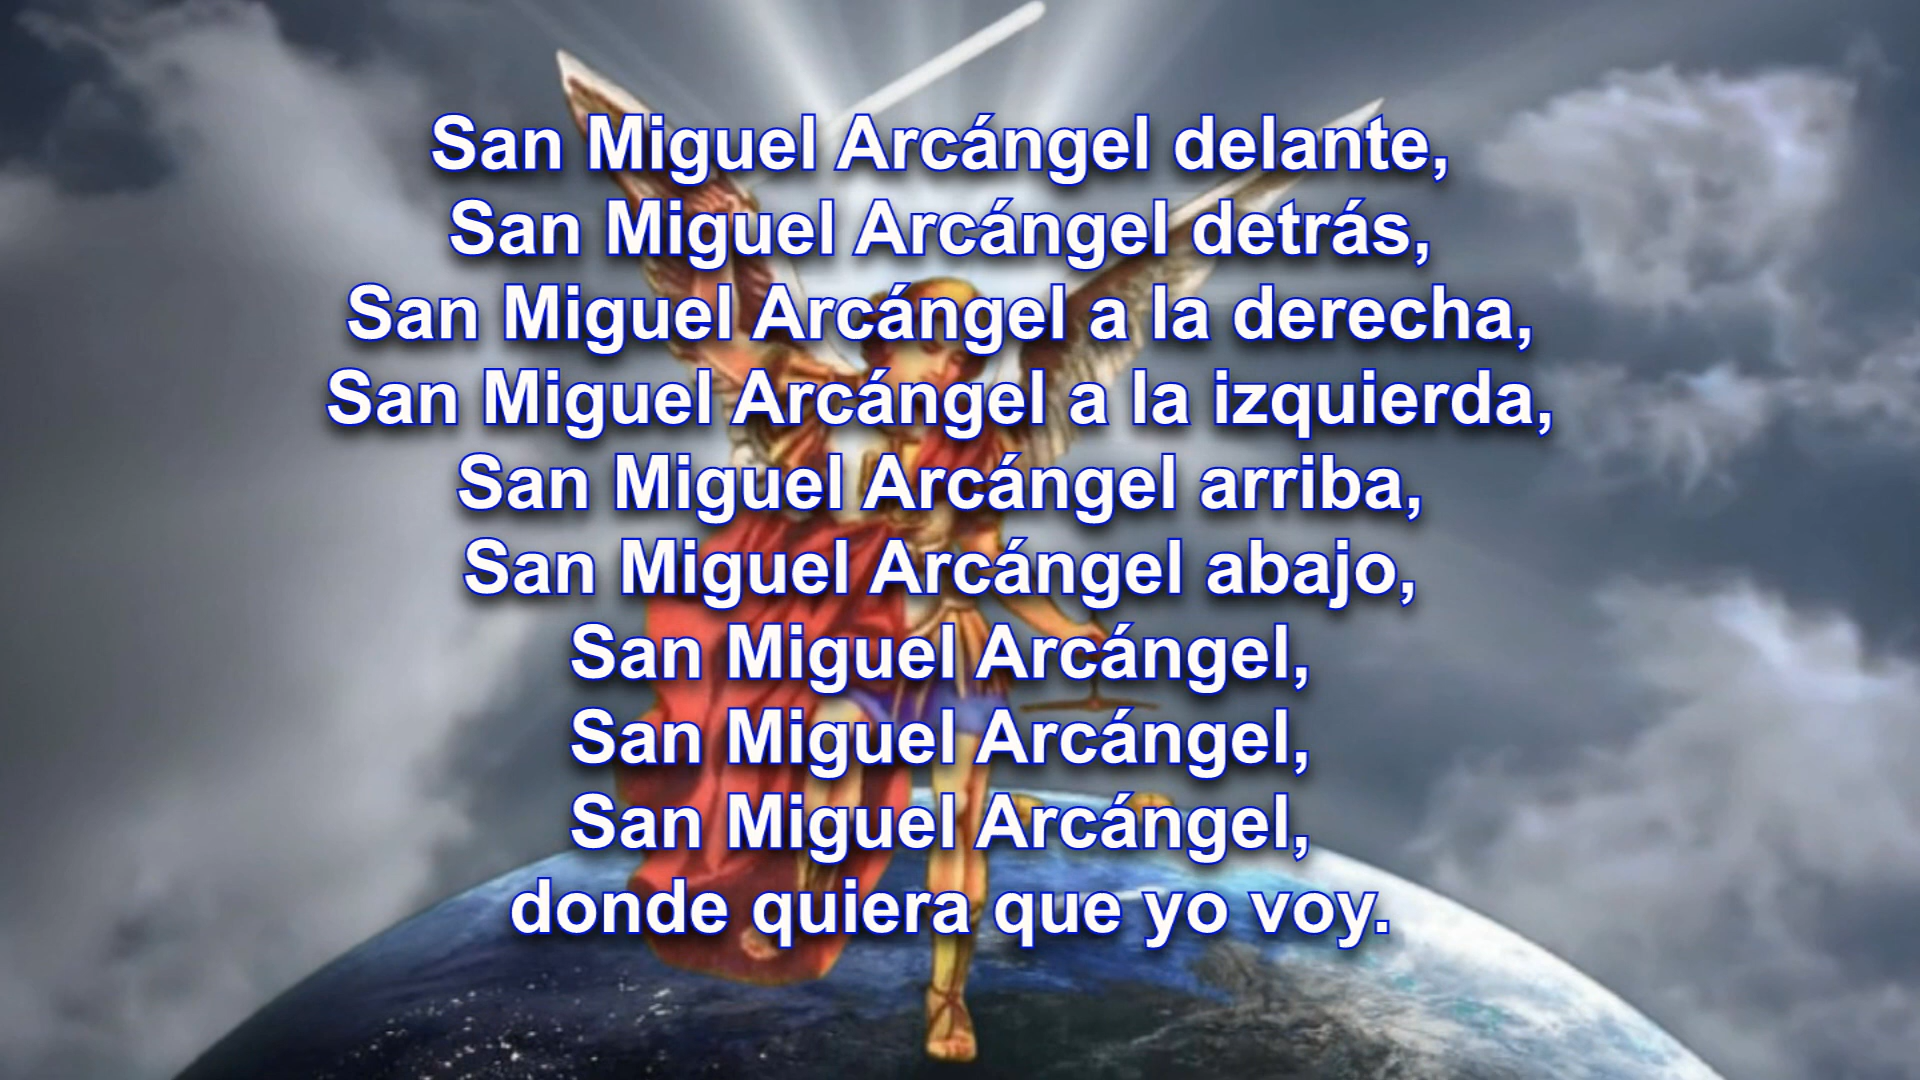 San Miguel Arcángel delante,
San Miguel Arcángel detrás,
San Miguel Arcángel a la derecha,
San Miguel Arcángel a la izquierda,
San Miguel Arcángel arriba,
San Miguel Arcángel abajo,
San Miguel Arcángel,
San Miguel Arcángel,
San Miguel Arcángel,
donde quiera que yo voy.